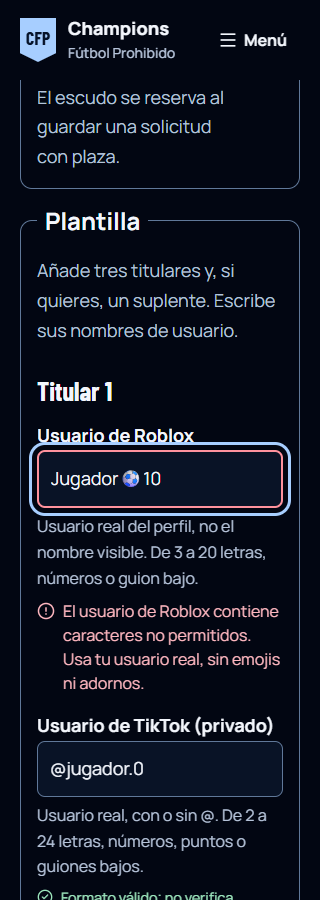 CFP
Champions
Fútbol Prohibido
Menú
El escudo se reserva al
guardar una solicitud
con plaza.
Plantilla
Añade tres titulares y, si
quieres, un suplente. Escribe
sus nombres de usuario.
Titular 1
Usuario de Roblox
Jugador ⚽ 10
Usuario real del perfil, no el
nombre visible. De 3 a 20 letras,
números o guion bajo.
El usuario de Roblox contiene
caracteres no permitidos.
Usa tu usuario real, sin emojis
ni adornos.
Usuario de TikTok (privado)
@jugador.0
Usuario real, con o sin @. De 2 a
24 letras, números, puntos o
guiones bajos.
Formato válido; no verifica